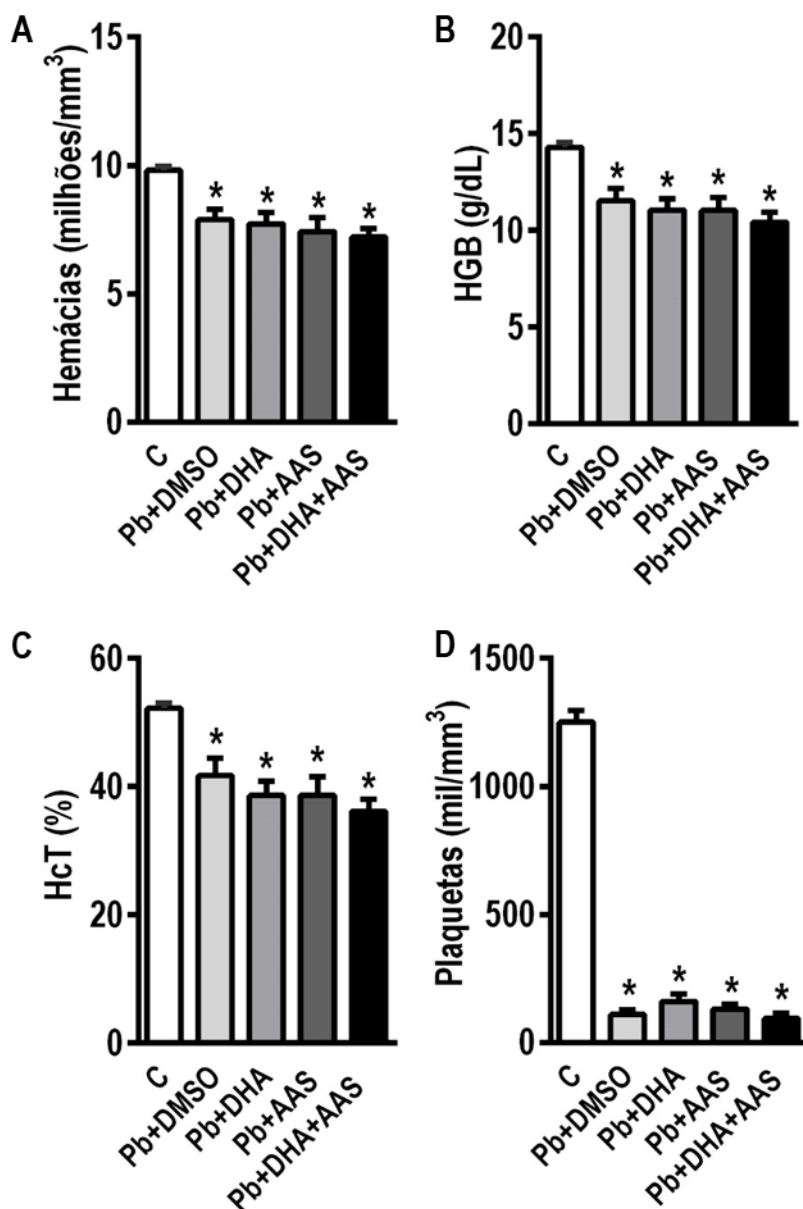 A
Hemácias (milhões/mm³)
15
10
5
0
* * * *
C
Pb+DMSO
Pb+DHA
Pb+AAS
Pb+DHA+AAS
B
HGB (g/dL)
20
15
10
5
0
* * * *
C
Pb+DMSO
Pb+DHA
Pb+AAS
Pb+DHA+AAS
C
HcT (%)
60
40
20
0
* * * *
C
Pb+DMSO
Pb+DHA
Pb+AAS
Pb+DHA+AAS
D
Plaquetas (mil/mm³)
1500
1000
500
0
* * * *
C
Pb+DMSO
Pb+DHA
Pb+AAS
Pb+DHA+AAS